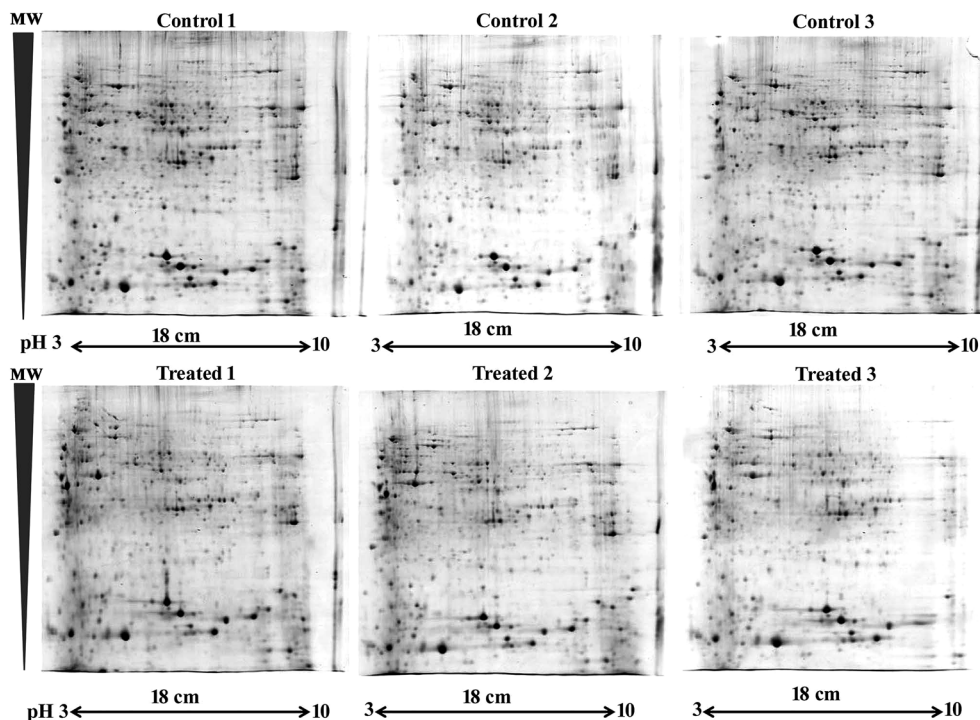 MW
Control 1
Control 2
Control 3
pH 3
18 cm
10
3
18 cm
10
3
18 cm
10
MW
Treated 1
Treated 2
Treated 3
pH 3
18 cm
10
3
18 cm
10
3
18 cm
10